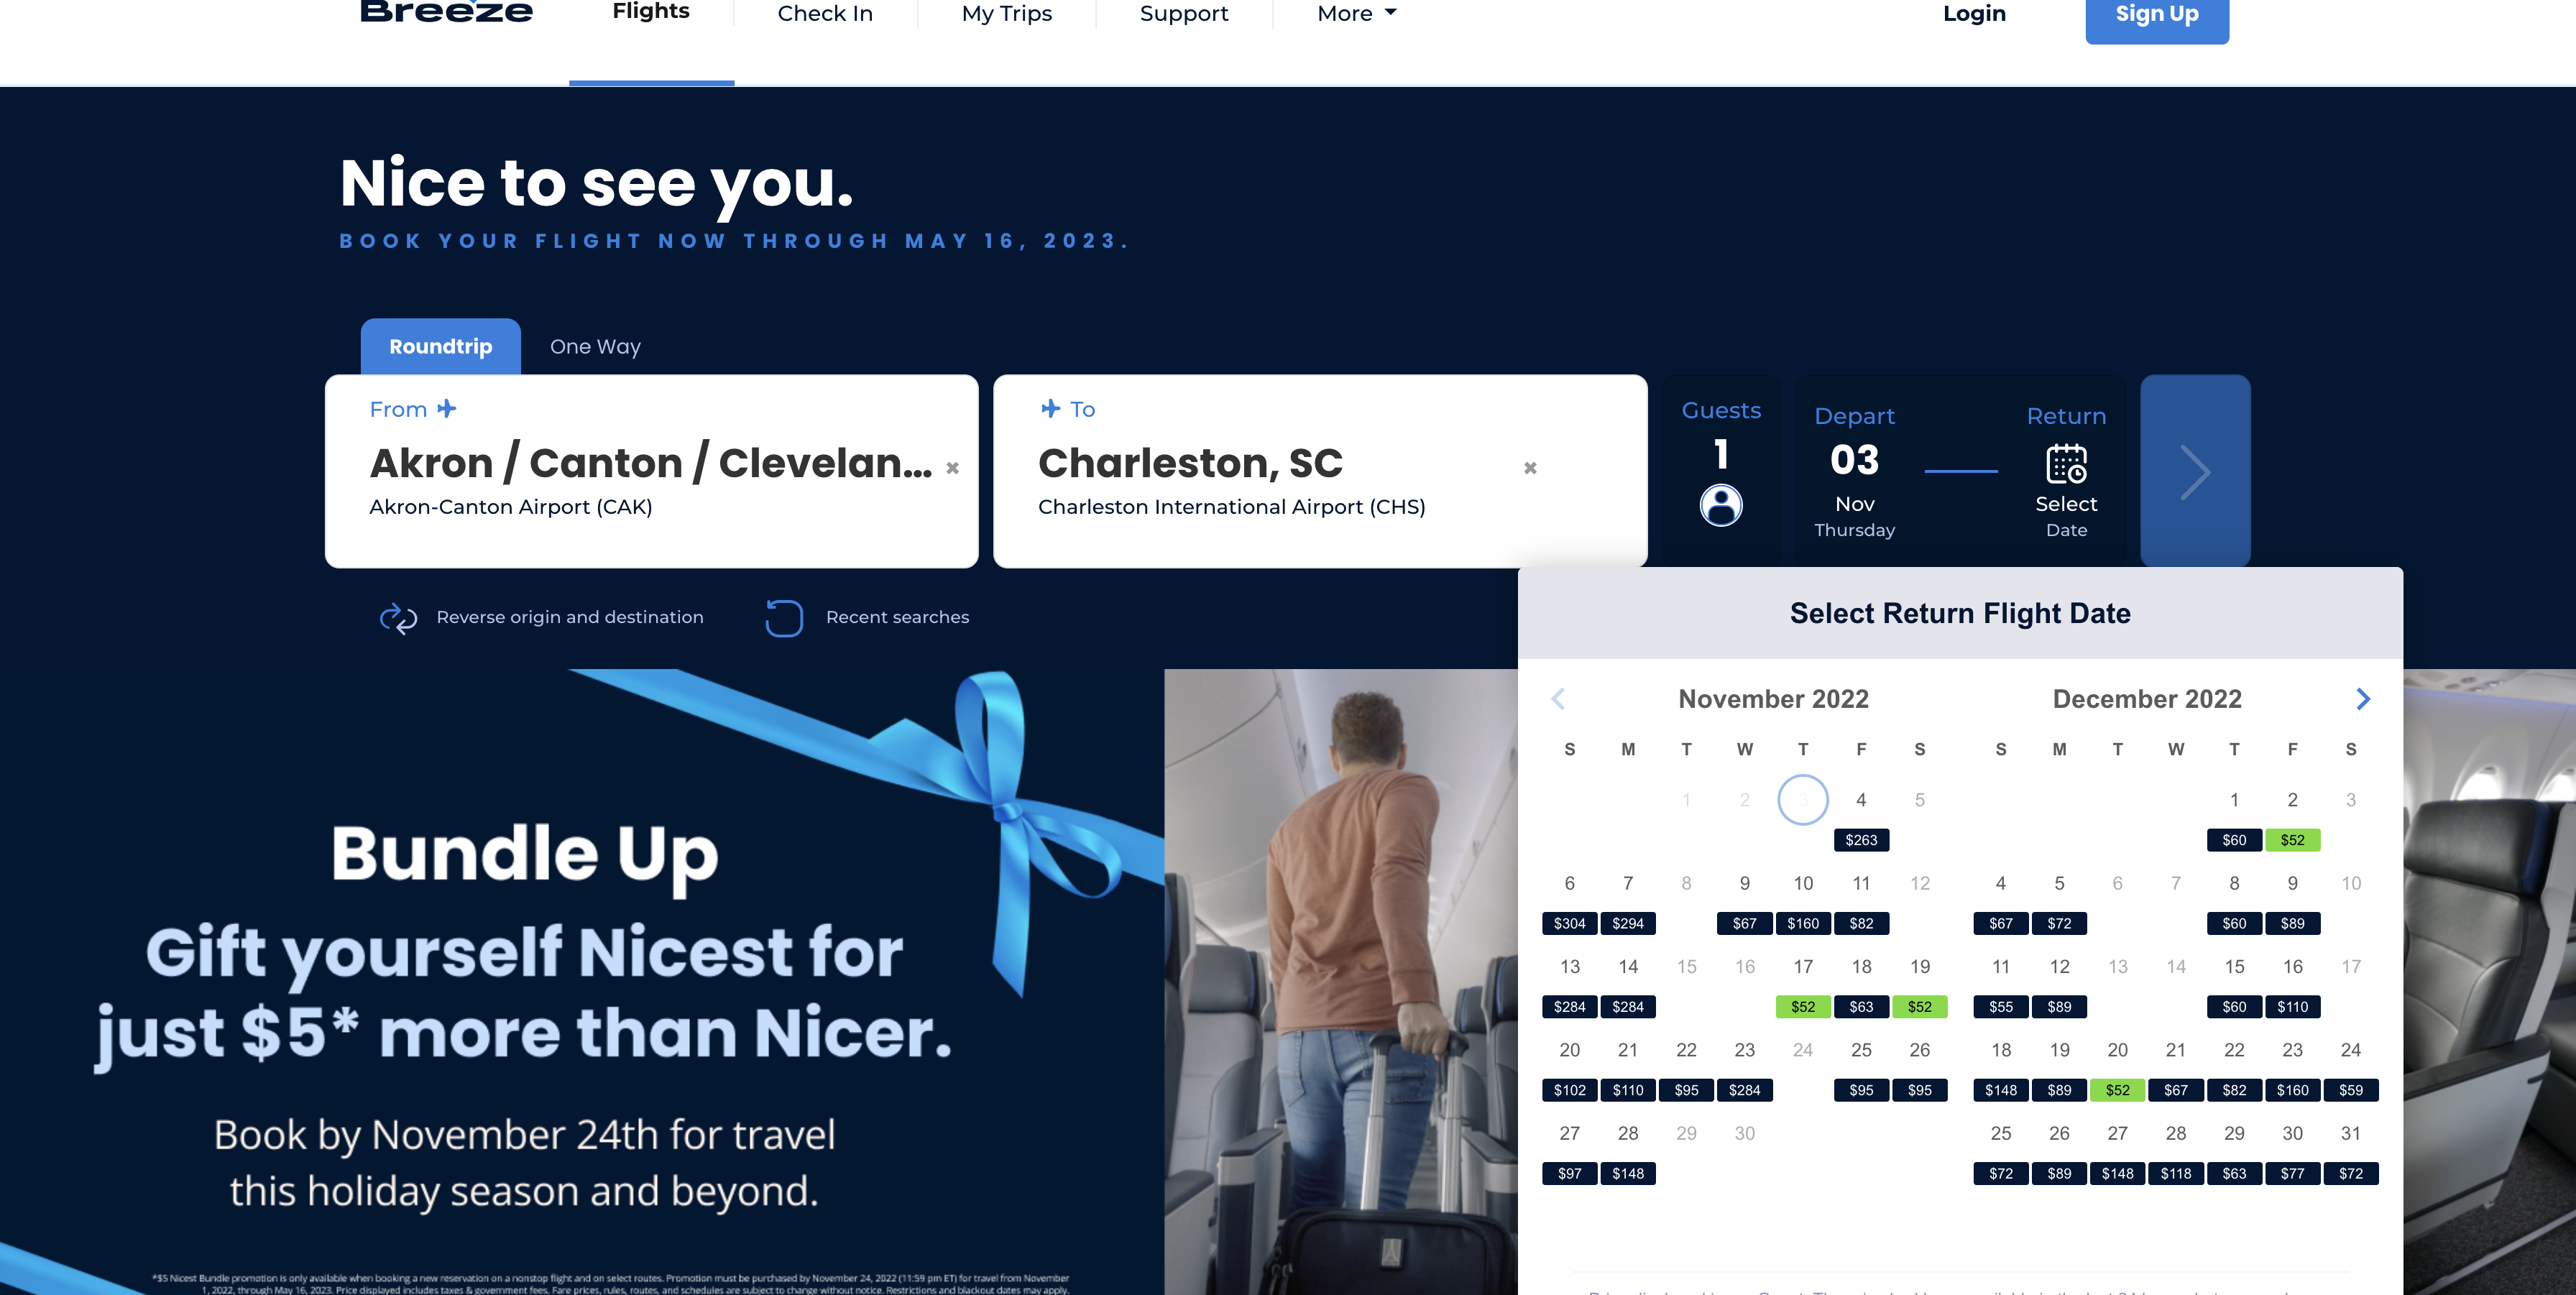 Breeze Flights Check In My Trips Support More Login Sign Up
Nice to see you.
BOOK YOUR FLIGHT NOW THROUGH MAY 16, 2023.
Roundtrip One Way
From To Guests Depart Return
Akron / Canton / Clevelan... × Charleston, SC × 1 03
Akron-Canton Airport (CAK) Charleston International Airport (CHS) Nov Select
Thursday Date
Reverse origin and destination Recent searches
Select Return Flight Date
November 2022 December 2022
S M T W T F S S M T W T F S
1 2 3 4 5 1 2 3
$263 $60 $52
6 7 8 9 10 11 12 4 5 6 7 8 9 10
$304 $294 $67 $160 $82 $67 $72 $60 $89
13 14 15 16 17 18 19 11 12 13 14 15 16 17
$284 $284 $52 $63 $52 $55 $89 $60 $110
20 21 22 23 24 25 26 18 19 20 21 22 23 24
$102 $110 $95 $284 $95 $95 $148 $89 $52 $67 $82 $160 $59
27 28 29 30 25 26 27 28 29 30 31
$97 $148 $72 $89 $148 $118 $63 $77 $72
Bundle Up
Gift yourself Nicest for
just $5* more than Nicer.
Book by November 24th for travel
this holiday season and beyond.
*$5 Nicest Bundle promotion is only available when booking a new reservation on a nonstop flight and on select routes. Promotion must be purchased by November 24, 2022 (11:59 pm ET) for travel from November
1, 2022, through May 16, 2023. Price displayed includes taxes & government fees. Fare prices, rules, routes, and schedules are subject to change without notice. Restrictions and blackout dates may apply.